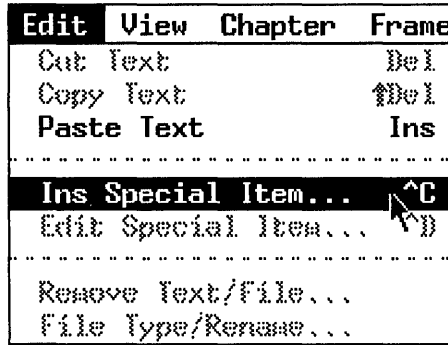 Edit View Chapter Frame
Cut Text Del
Copy Text ⇧Del
Paste Text Ins
Ins Special Item... ^C
Edit Special Item... ^D
Remove Text/File...
File Type/Rename...